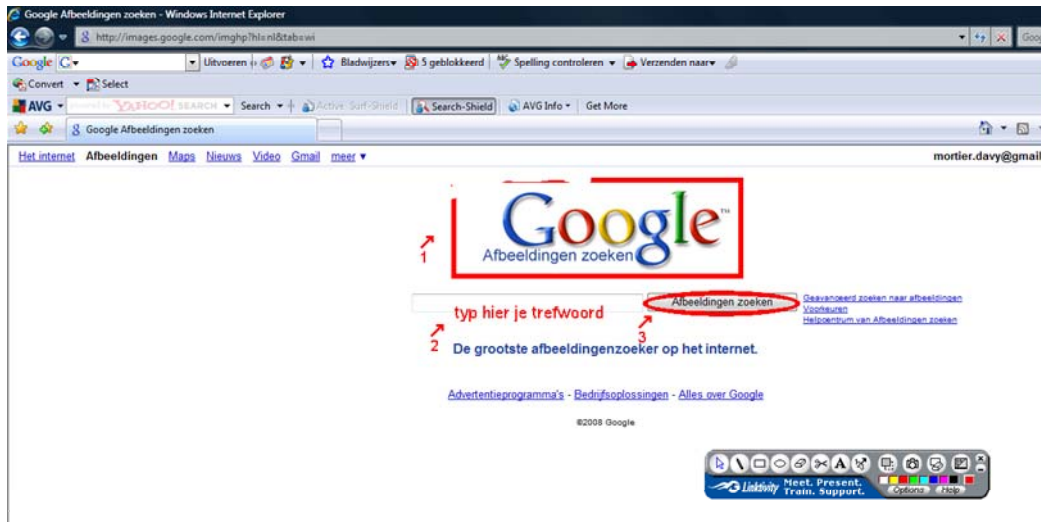 Google Afbeeldingen zoeken - Windows Internet Explorer
http://images.google.com/imghp?hl=nl&tab=wi
Google Uitvoeren Bladwijzers 5 geblokkeerd Spelling controleren Verzenden naar
Convert Select
AVG YAHOO! SEARCH Search Active Surf-Shield Search-Shield AVG Info Get More
Google Afbeeldingen zoeken
Het internet Afbeeldingen Maps Nieuws Video Gmail meer mortier.davy@gmail
Google™
Afbeeldingen zoeken
1
Afbeeldingen zoeken
Geavanceerd zoeken naar afbeeldingen
Voorkeuren
Helpcentrum van Afbeeldingen zoeken
typ hier je trefwoord
2
3
De grootste afbeeldingenzoeker op het internet.
Advertentieprogramma's - Bedrijfsoplossingen - Alles over Google
©2008 Google
A
Linktivity Meet. Present.
Train. Support.
Options Help